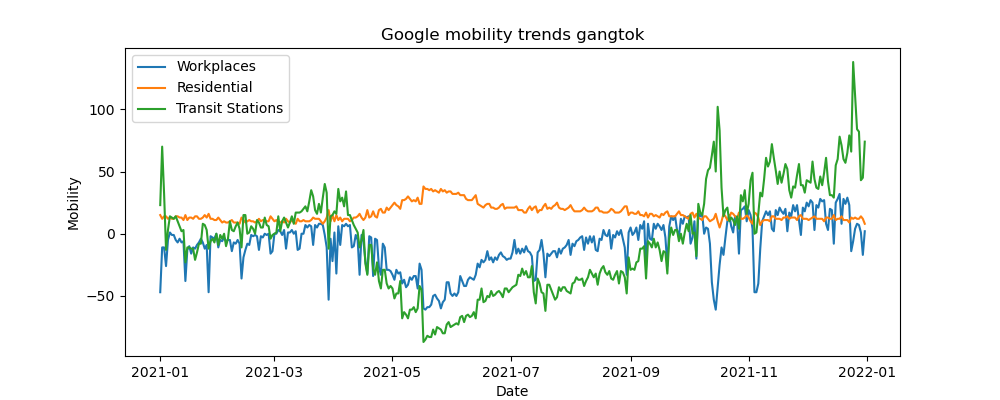 Google mobility trends gangtok
Workplaces
Residential
Transit Stations
Mobility
100
50
0
−50
2021-01
2021-03
2021-05
2021-07
2021-09
2021-11
2022-01
Date